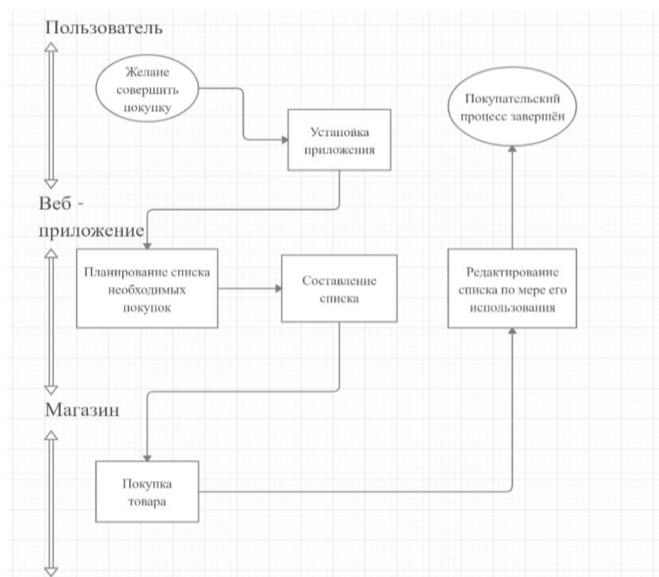 Пользователь
Желаие
совершить
покупку
Установка
приложения
Покупательский
процесс завершён
Веб -
приложение
Планирование списка
необходимых
покупок
Составление
списка
Редактирование
списка по мере его
использования
Магазин
Покупка
товара